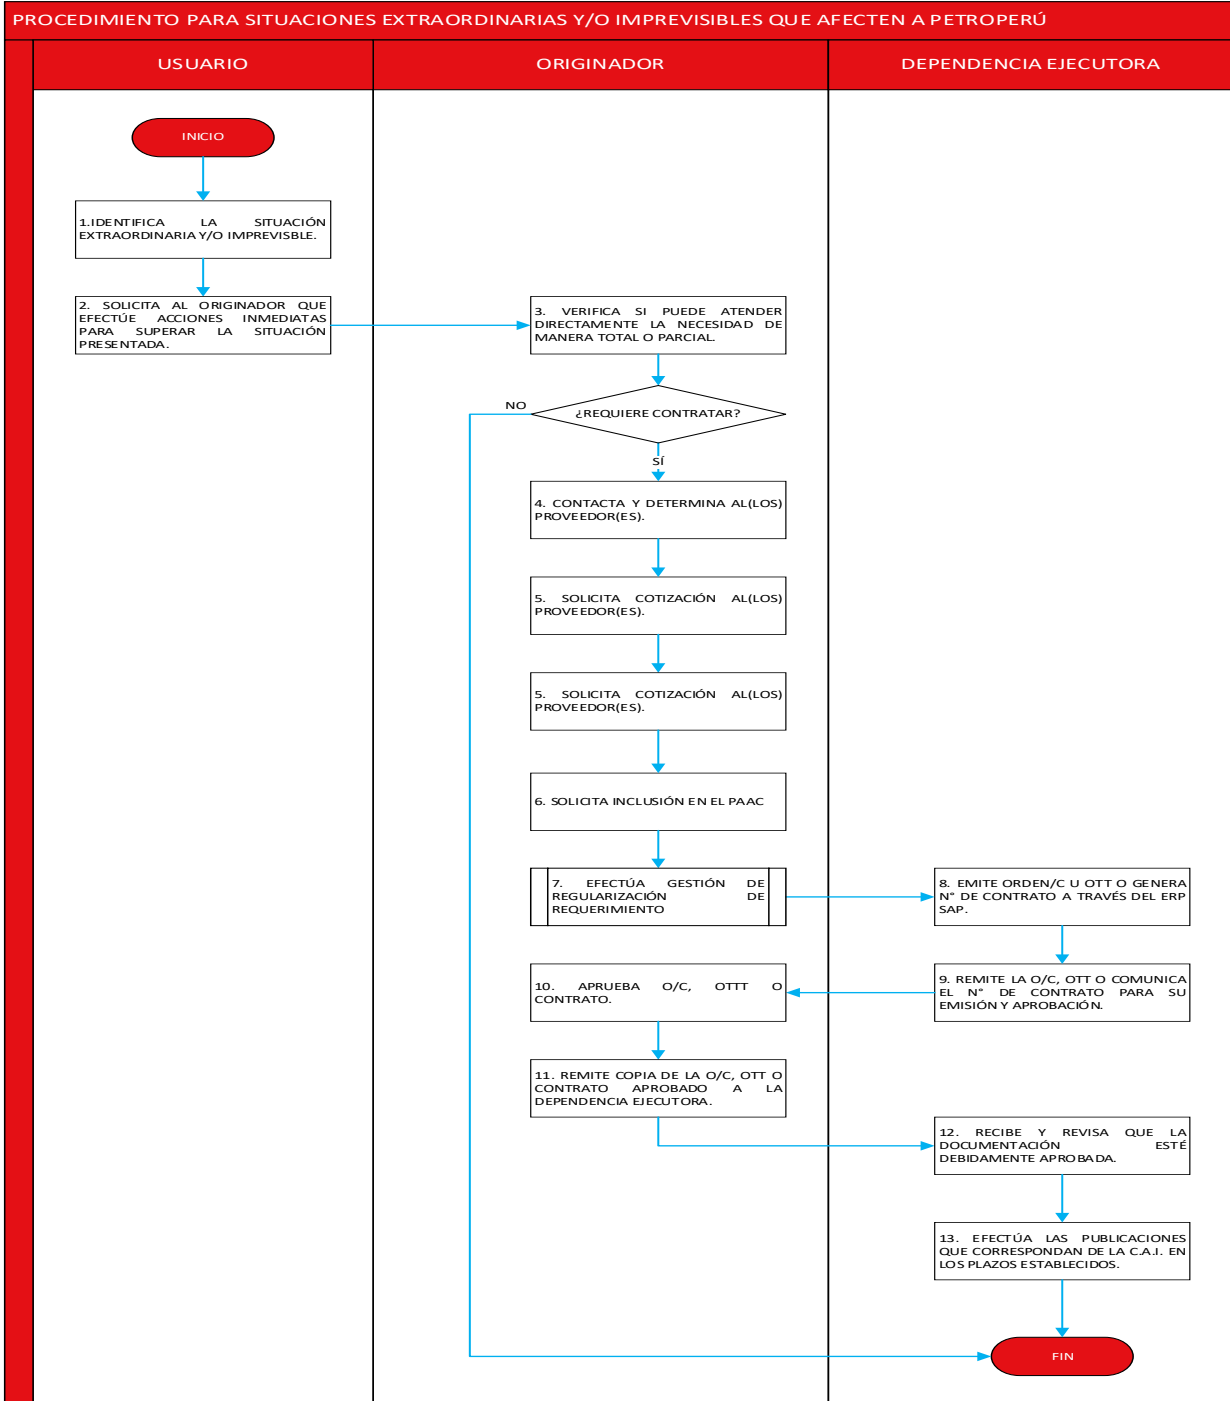 PROCEDIMIENTO PARA SITUACIONES EXTRAORDINARIAS Y/O IMPREVISIBLES QUE AFECTEN A PETROPERÚ
USUARIO
ORIGINADOR
DEPENDENCIA EJECUTORA
INICIO
1.IDENTIFICA LA SITUACIÓN
EXTRAORDINARIA Y/O IMPREVISBLE.
2. SOLICITA AL ORIGINADOR QUE
EFECTÚE ACCIONES INMEDIATAS
PARA SUPERAR LA SITUACIÓN
PRESENTADA.
3. VERIFICA SI PUEDE ATENDER
DIRECTAMENTE LA NECESIDAD DE
MANERA TOTAL O PARCIAL.
NO
¿REQUIERE CONTRATAR?
SÍ
4. CONTACTA Y DETERMINA AL(LOS)
PROVEEDOR(ES).
5. SOLICITA COTIZACIÓN AL(LOS)
PROVEEDOR(ES).
5. SOLICITA COTIZACIÓN AL(LOS)
PROVEEDOR(ES).
6. SOLICITA INCLUSIÓN EN EL PAAC
7. EFECTÚA GESTIÓN DE
REGULARIZACIÓN DE
REQUERIMIENTO
8. EMITE ORDEN/C U OTT O GENERA
N° DE CONTRATO A TRAVÉS DEL ERP
SAP.
9. REMITE LA O/C, OTT O COMUNICA
EL N° DE CONTRATO PARA SU
EMISIÓN Y APROBACIÓN.
10. APRUEBA O/C, OTTT O
CONTRATO.
11. REMITE COPIA DE LA O/C, OTT O
CONTRATO APROBADO A LA
DEPENDENCIA EJECUTORA.
12. RECIBE Y REVISA QUE LA
DOCUMENTACIÓN ESTÉ
DEBIDAMENTE APROBADA.
13. EFECTÚA LAS PUBLICACIONES
QUE CORRESPONDAN DE LA C.A.I. EN
LOS PLAZOS ESTABLECIDOS.
FIN